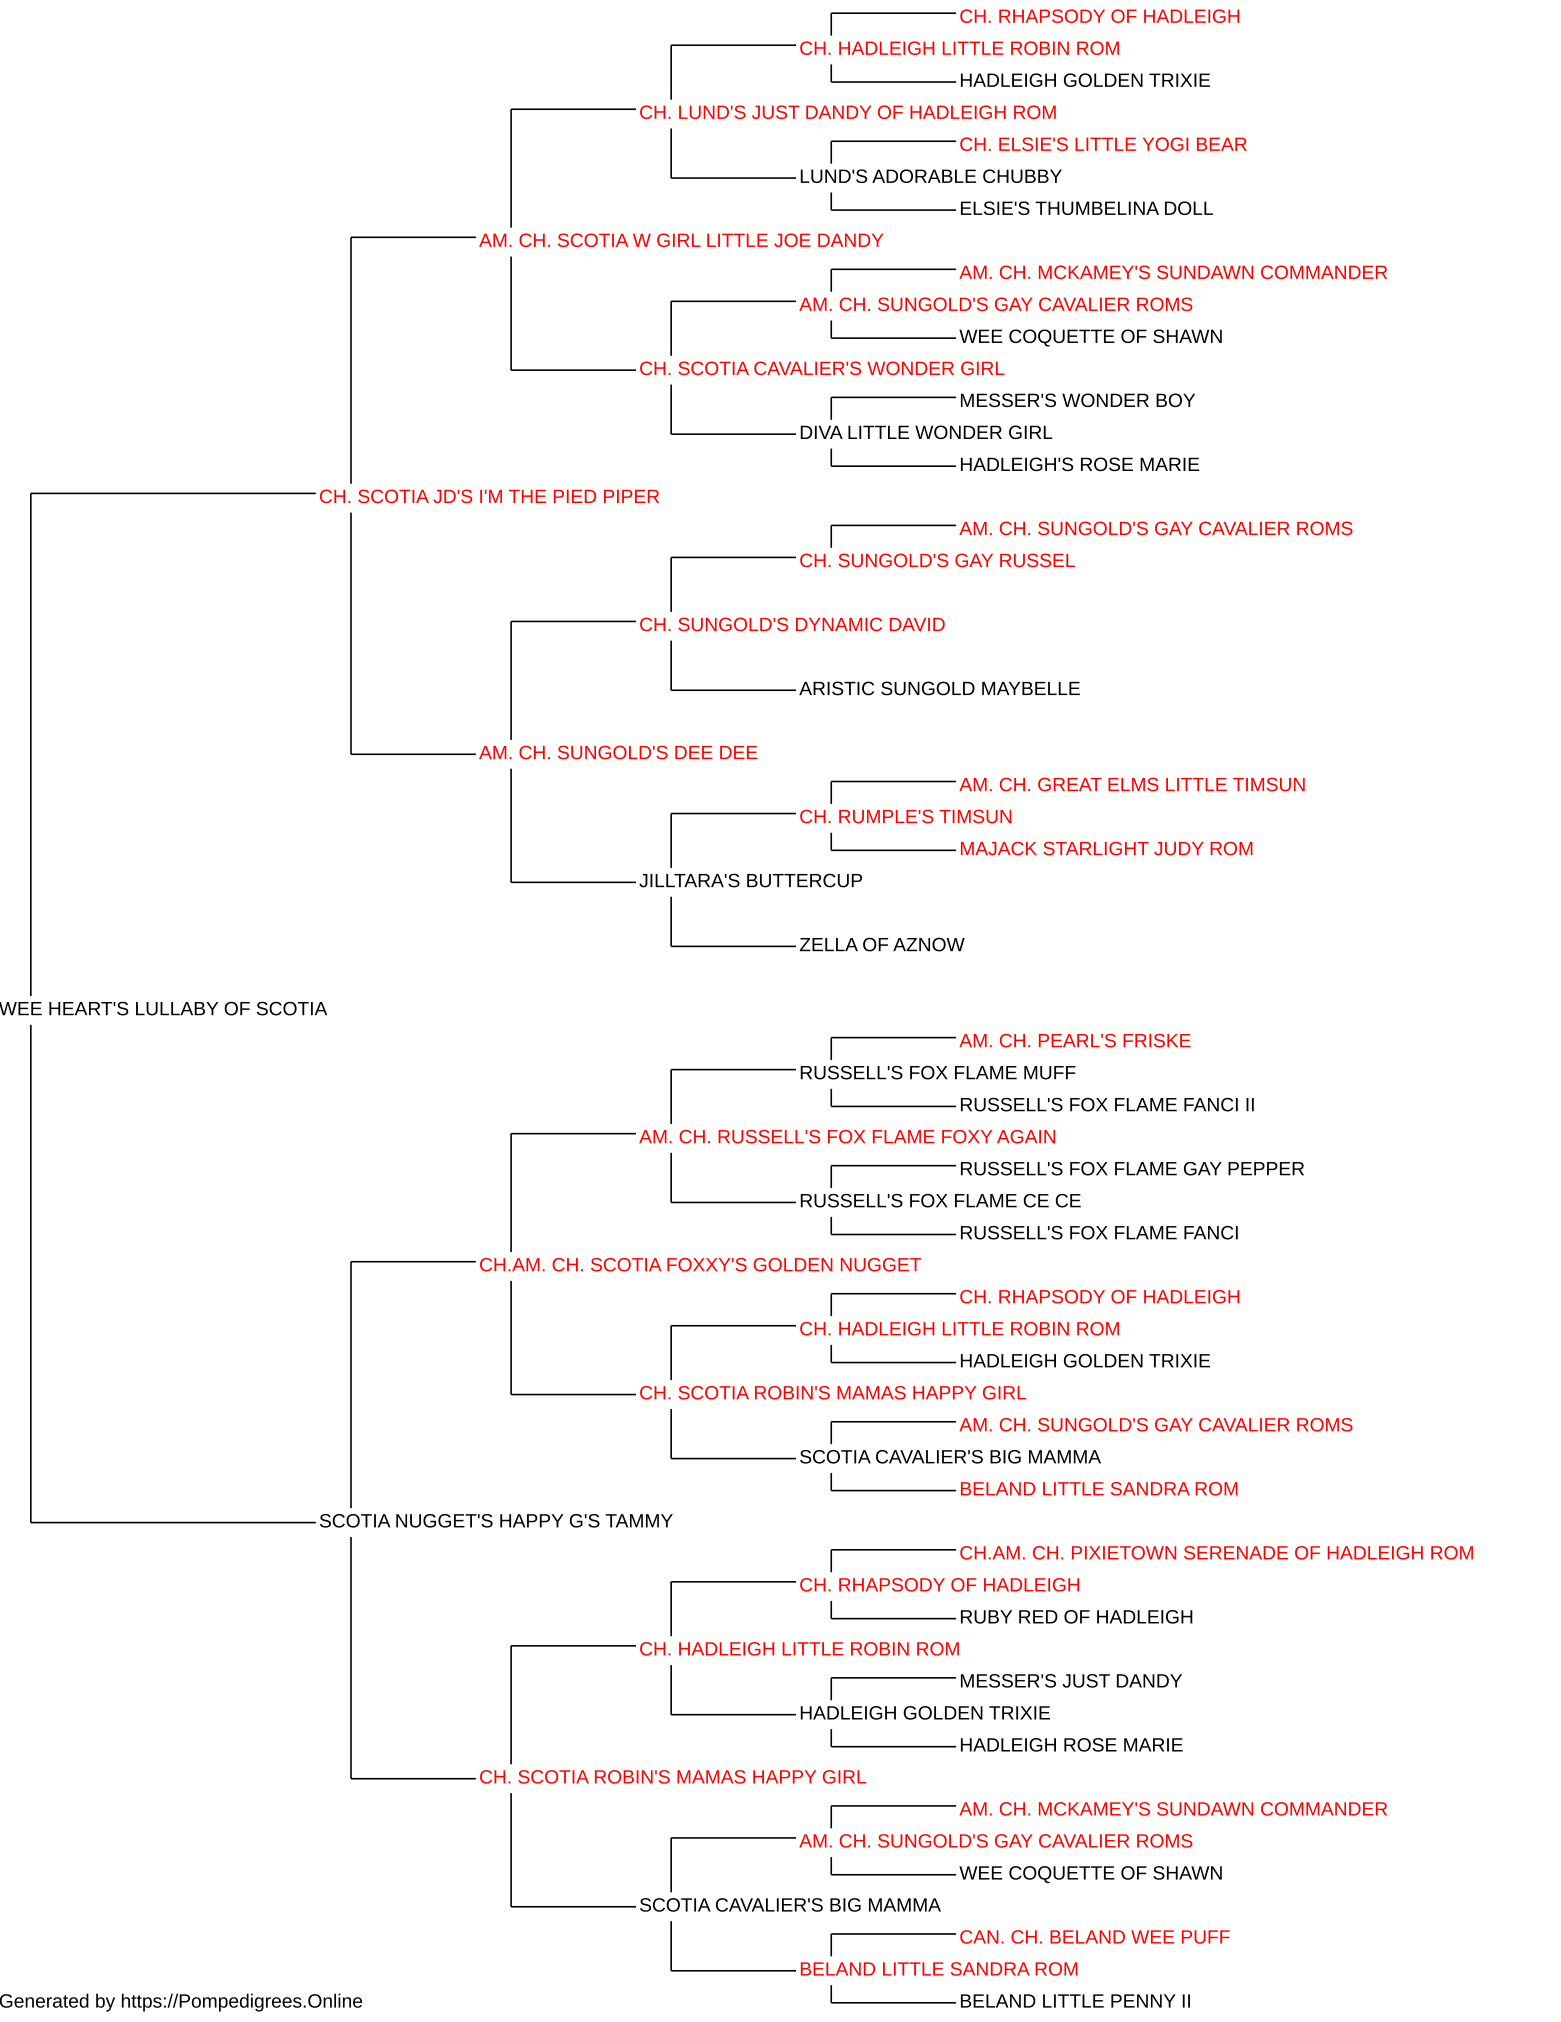 CH. RHAPSODY OF HADLEIGH
CH. HADLEIGH LITTLE ROBIN ROM
HADLEIGH GOLDEN TRIXIE
CH. LUND'S JUST DANDY OF HADLEIGH ROM
CH. ELSIE'S LITTLE YOGI BEAR
LUND'S ADORABLE CHUBBY
ELSIE'S THUMBELINA DOLL
AM. CH. SCOTIA W GIRL LITTLE JOE DANDY
AM. CH. MCKAMEY'S SUNDAWN COMMANDER
AM. CH. SUNGOLD'S GAY CAVALIER ROMS
WEE COQUETTE OF SHAWN
CH. SCOTIA CAVALIER'S WONDER GIRL
MESSER'S WONDER BOY
DIVA LITTLE WONDER GIRL
HADLEIGH'S ROSE MARIE
CH. SCOTIA JD'S I'M THE PIED PIPER
AM. CH. SUNGOLD'S GAY CAVALIER ROMS
CH. SUNGOLD'S GAY RUSSEL
CH. SUNGOLD'S DYNAMIC DAVID
ARISTIC SUNGOLD MAYBELLE
AM. CH. SUNGOLD'S DEE DEE
AM. CH. GREAT ELMS LITTLE TIMSUN
CH. RUMPLE'S TIMSUN
MAJACK STARLIGHT JUDY ROM
JILLTARA'S BUTTERCUP
ZELLA OF AZNOW
WEE HEART'S LULLABY OF SCOTIA
AM. CH. PEARL'S FRISKE
RUSSELL'S FOX FLAME MUFF
RUSSELL'S FOX FLAME FANCI II
AM. CH. RUSSELL'S FOX FLAME FOXY AGAIN
RUSSELL'S FOX FLAME GAY PEPPER
RUSSELL'S FOX FLAME CE CE
RUSSELL'S FOX FLAME FANCI
CH.AM. CH. SCOTIA FOXXY'S GOLDEN NUGGET
CH. RHAPSODY OF HADLEIGH
CH. HADLEIGH LITTLE ROBIN ROM
HADLEIGH GOLDEN TRIXIE
CH. SCOTIA ROBIN'S MAMAS HAPPY GIRL
AM. CH. SUNGOLD'S GAY CAVALIER ROMS
SCOTIA CAVALIER'S BIG MAMMA
BELAND LITTLE SANDRA ROM
SCOTIA NUGGET'S HAPPY G'S TAMMY
CH.AM. CH. PIXIETOWN SERENADE OF HADLEIGH ROM
CH. RHAPSODY OF HADLEIGH
RUBY RED OF HADLEIGH
CH. HADLEIGH LITTLE ROBIN ROM
MESSER'S JUST DANDY
HADLEIGH GOLDEN TRIXIE
HADLEIGH ROSE MARIE
CH. SCOTIA ROBIN'S MAMAS HAPPY GIRL
AM. CH. MCKAMEY'S SUNDAWN COMMANDER
AM. CH. SUNGOLD'S GAY CAVALIER ROMS
WEE COQUETTE OF SHAWN
SCOTIA CAVALIER'S BIG MAMMA
CAN. CH. BELAND WEE PUFF
BELAND LITTLE SANDRA ROM
BELAND LITTLE PENNY II
Generated by https://Pompedigrees.Online